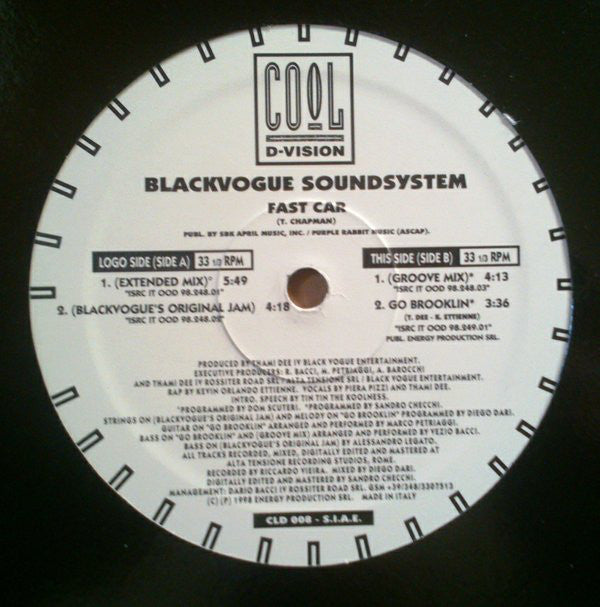 COOL
D-VISION
BLACKVOGUE SOUNDSYSTEM
FAST CAR
(T. CHAPMAN)
PUBL. BY SBK APRIL MUSIC, INC. / PURPLE RABBIT MUSIC (ASCAP).
LOGO SIDE (SIDE A) 33 1/3 RPM
1. (EXTENDED MIX)° 5:49
"ISRC IT OOD 98.248.01"
2. (BLACKVOGUE'S ORIGINAL JAM) 4:18
"ISRC IT OOD 98.248.02"
THIS SIDE (SIDE B) 33 1/3 RPM
1. (GROOVE MIX)* 4:13
"ISRC IT OOD 98.248.03"
2. GO BROOKLIN* 3:36
(T. DEE - K. ETTIENNE)
"ISRC IT OOD 98.249.01"
PUBL. ENERGY PRODUCTION SRL.
PRODUCED BY THAMI DEE IV BLACK VOGUE ENTERTAINMENT.
EXECUTIVE PRODUCERS: R. BACCI, M. PETRIAGGI, A. BAROCCHI
AND THAMI DEE IV ROSSITER ROAD SRL / ALTA TENSIONE SRL / BLACK VOGUE ENTERTAINMENT.
RAP BY KEVIN ORLANDO ETTIENNE. VOCALS BY PIERA PIZZI AND THAMI DEE.
INTRO. SPEECH BY TIN TIN THE KOOLNESS.
°PROGRAMMED BY DOM SCUTERI. *PROGRAMMED BY SANDRO CHECCHI.
STRINGS ON (BLACKVOGUE'S ORIGINAL JAM) AND MELODY ON "GO BROOKLIN" PROGRAMMED BY DIEGO DARI.
GUITAR ON "GO BROOKLIN" ARRANGED AND PERFORMED BY MARCO PETRIAGGI.
BASS ON "GO BROOKLIN" AND (GROOVE MIX) ARRANGED AND PERFORMED BY VEZIO BACCI.
BASS ON (BLACKVOGUE'S ORIGINAL JAM) BY ALESSANDRO LEGATO.
ALL TRACKS RECORDED, MIXED, DIGITALLY EDITED AND MASTERED AT
ALTA TENSIONE RECORDING STUDIOS, ROME.
RECORDED BY RICCARDO VIEIRA. MIXED BY DIEGO DARI.
DIGITALLY EDITED AND MASTERED BY SANDRO CHECCHI.
MANAGEMENT: DARIO BACCI IV ROSSITER ROAD SRL. GSM +39/348/3307513
(C) (P) 1998 ENERGY PRODUCTION SRL. MADE IN ITALY
CLD 008 - S.I.A.E.